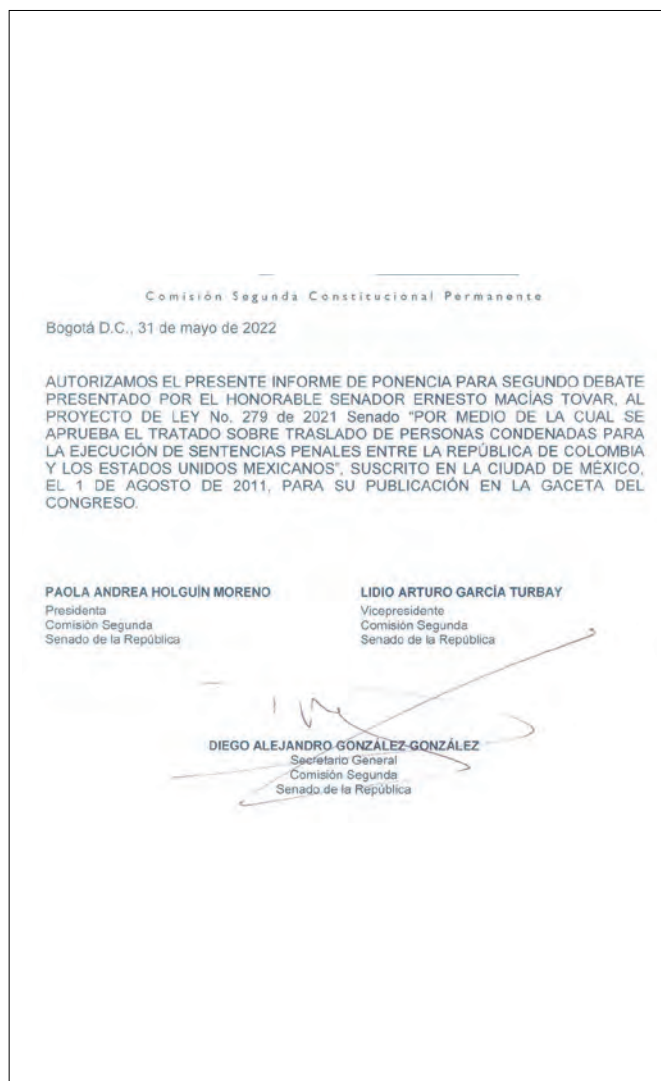 Comisión Segunda Constitucional Permanente
Bogotá D.C., 31 de mayo de 2022
AUTORIZAMOS EL PRESENTE INFORME DE PONENCIA PARA SEGUNDO DEBATE
PRESENTADO POR EL HONORABLE SENADOR ERNESTO MACÍAS TOVAR, AL
PROYECTO DE LEY No. 279 de 2021 Senado "POR MEDIO DE LA CUAL SE
APRUEBA EL TRATADO SOBRE TRASLADO DE PERSONAS CONDENADAS PARA
LA EJECUCIÓN DE SENTENCIAS PENALES ENTRE LA REPÚBLICA DE COLOMBIA
Y LOS ESTADOS UNIDOS MEXICANOS", SUSCRITO EN LA CIUDAD DE MÉXICO,
EL 1 DE AGOSTO DE 2011, PARA SU PUBLICACIÓN EN LA GACETA DEL
CONGRESO.
PAOLA ANDREA HOLGUÍN MORENO
Presidenta
Comisión Segunda
Senado de la República
LIDIO ARTURO GARCÍA TURBAY
Vicepresidente
Comisión Segunda
Senado de la República
DIEGO ALEJANDRO GONZÁLEZ GONZÁLEZ
Secretario General
Comisión Segunda
Senado de la República